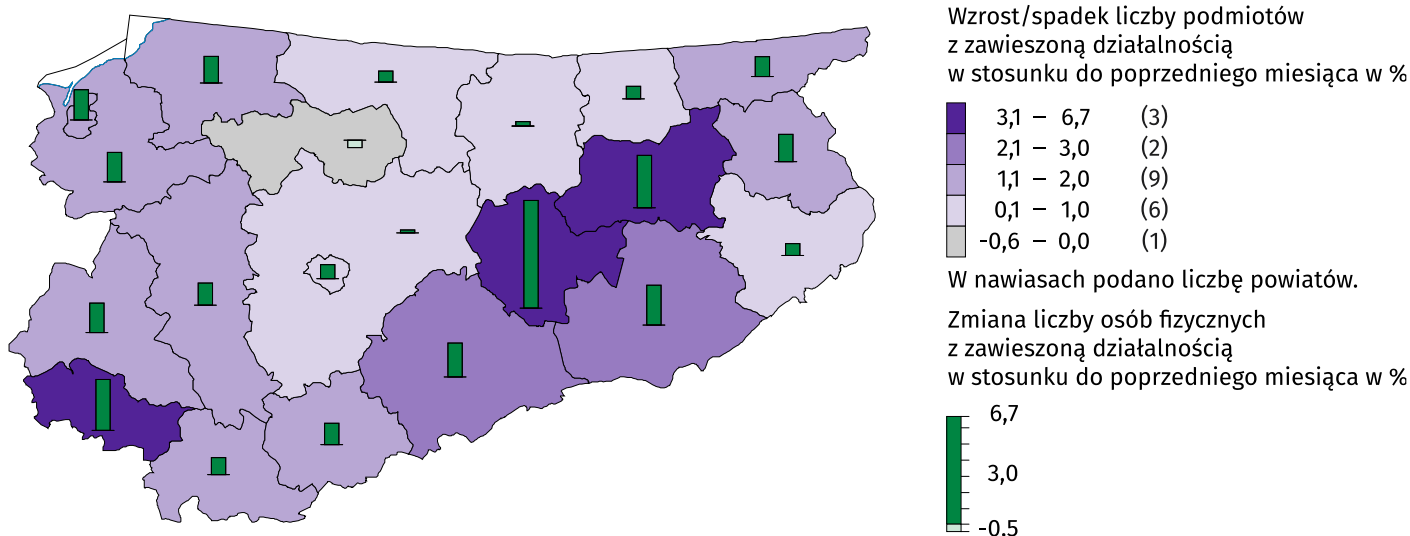 Wzrost/spadek liczby podmiotów
z zawieszoną działalnością
w stosunku do poprzedniego miesiąca w %
3,1 – 6,7 (3)
2,1 – 3,0 (2)
1,1 – 2,0 (9)
0,1 – 1,0 (6)
-0,6 – 0,0 (1)
W nawiasach podano liczbę powiatów.
Zmiana liczby osób fizycznych
z zawieszoną działalnością
w stosunku do poprzedniego miesiąca w %
6,7
3,0
-0.5